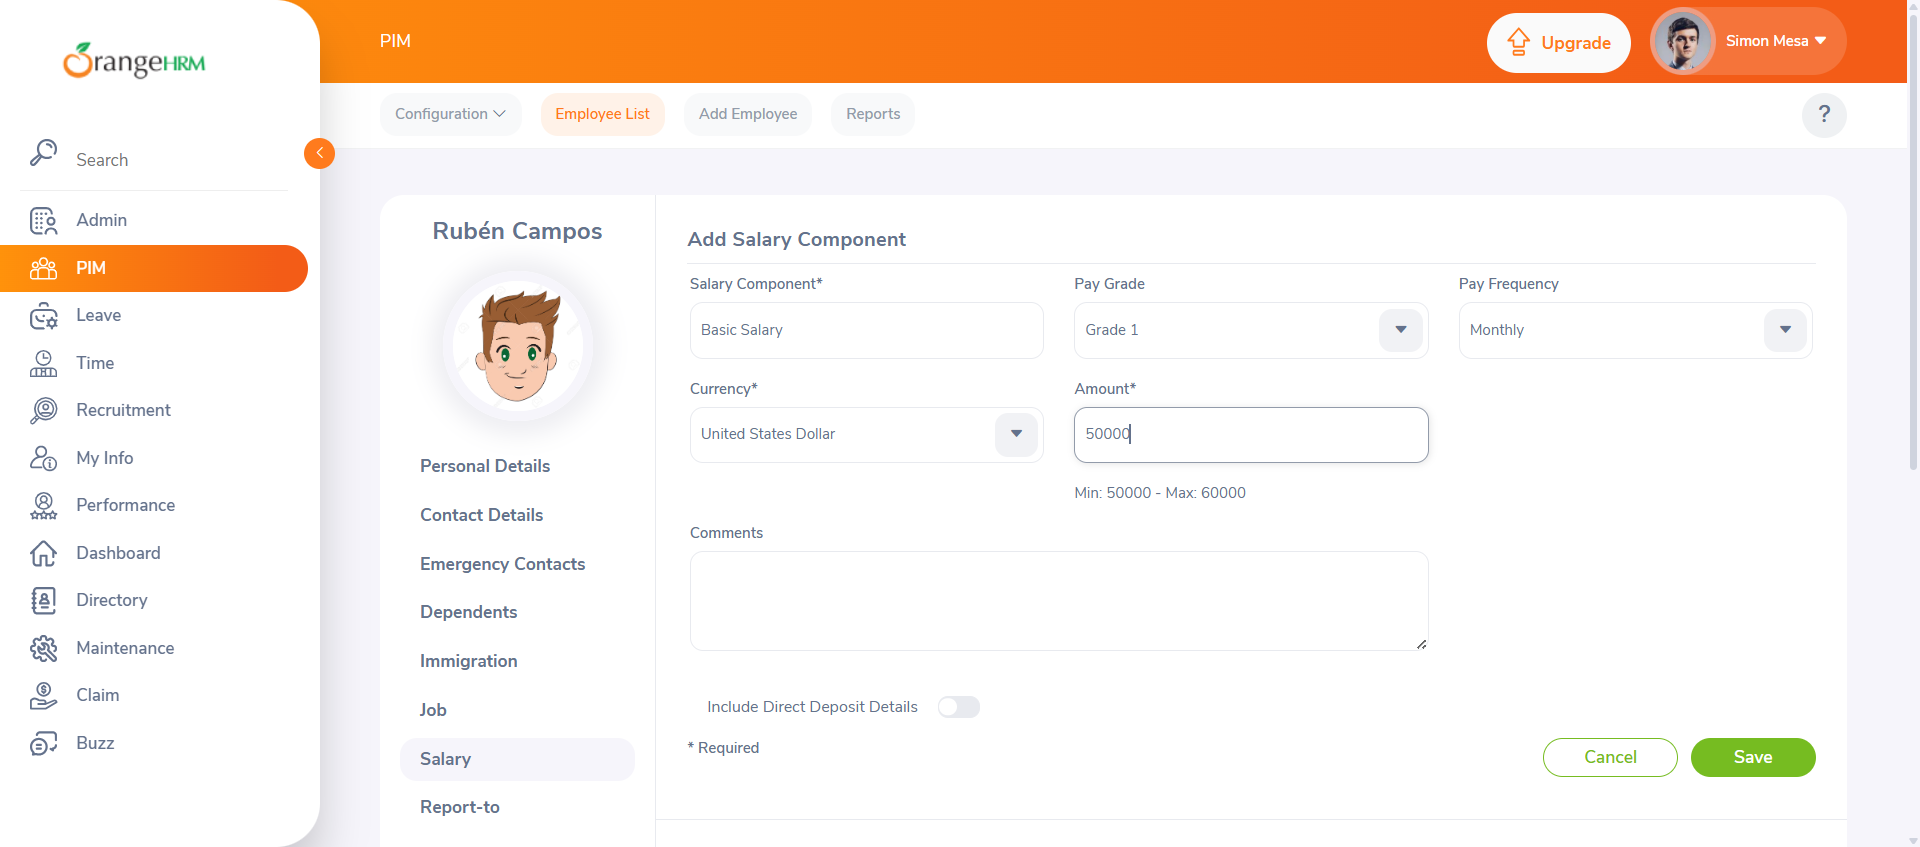 OrangeHRM
PIM
Upgrade
Simon Mesa
Configuration
Employee List
Add Employee
Reports
?
Search
Admin
PIM
Leave
Time
Recruitment
My Info
Performance
Dashboard
Directory
Maintenance
Claim
Buzz
Rubén Campos
Personal Details
Contact Details
Emergency Contacts
Dependents
Immigration
Job
Salary
Report-to
Add Salary Component
Salary Component*
Pay Grade
Pay Frequency
Basic Salary
Grade 1
Monthly
Currency*
Amount*
United States Dollar
50000
Min: 50000 - Max: 60000
Comments
Include Direct Deposit Details
* Required
Cancel
Save